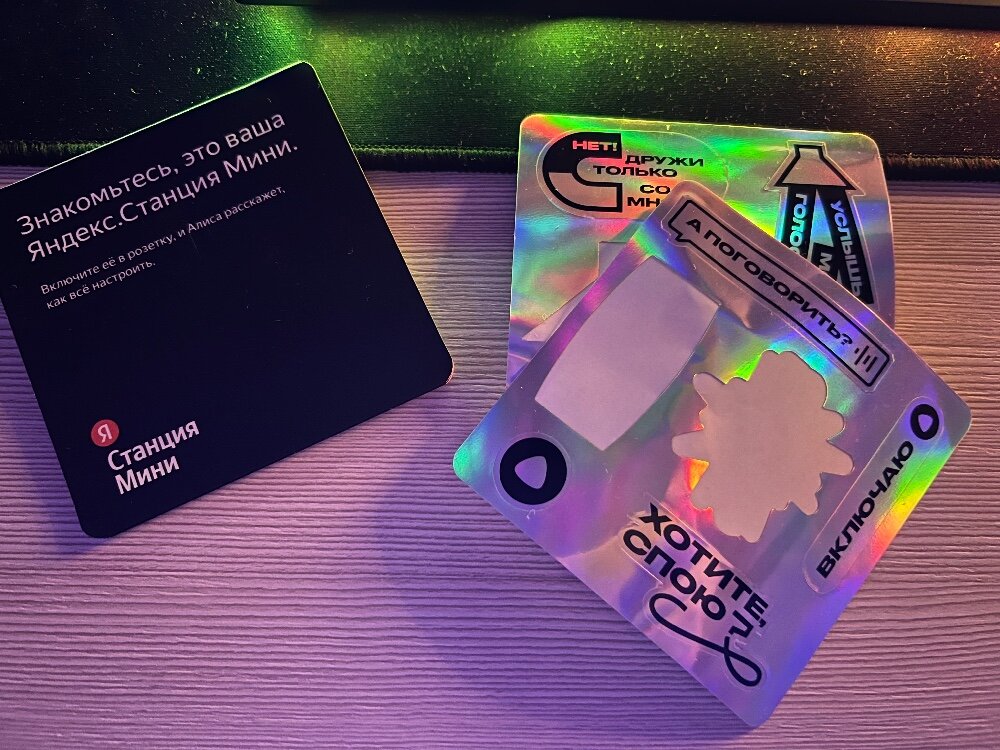 Знакомьтесь, это ваша
Яндекс.Станция Мини.
Включите её в розетку, и Алиса расскажет,
как всё настроить.
Я
Станция
Мини
НЕТ!
ДРУЖИ
ТОЛЬКО
СО
УСЛЫШЬ
А ПОГОВОРИТЬ?
ВКЛЮЧАЮ
ХОТИТЕ,
СПОЮ?